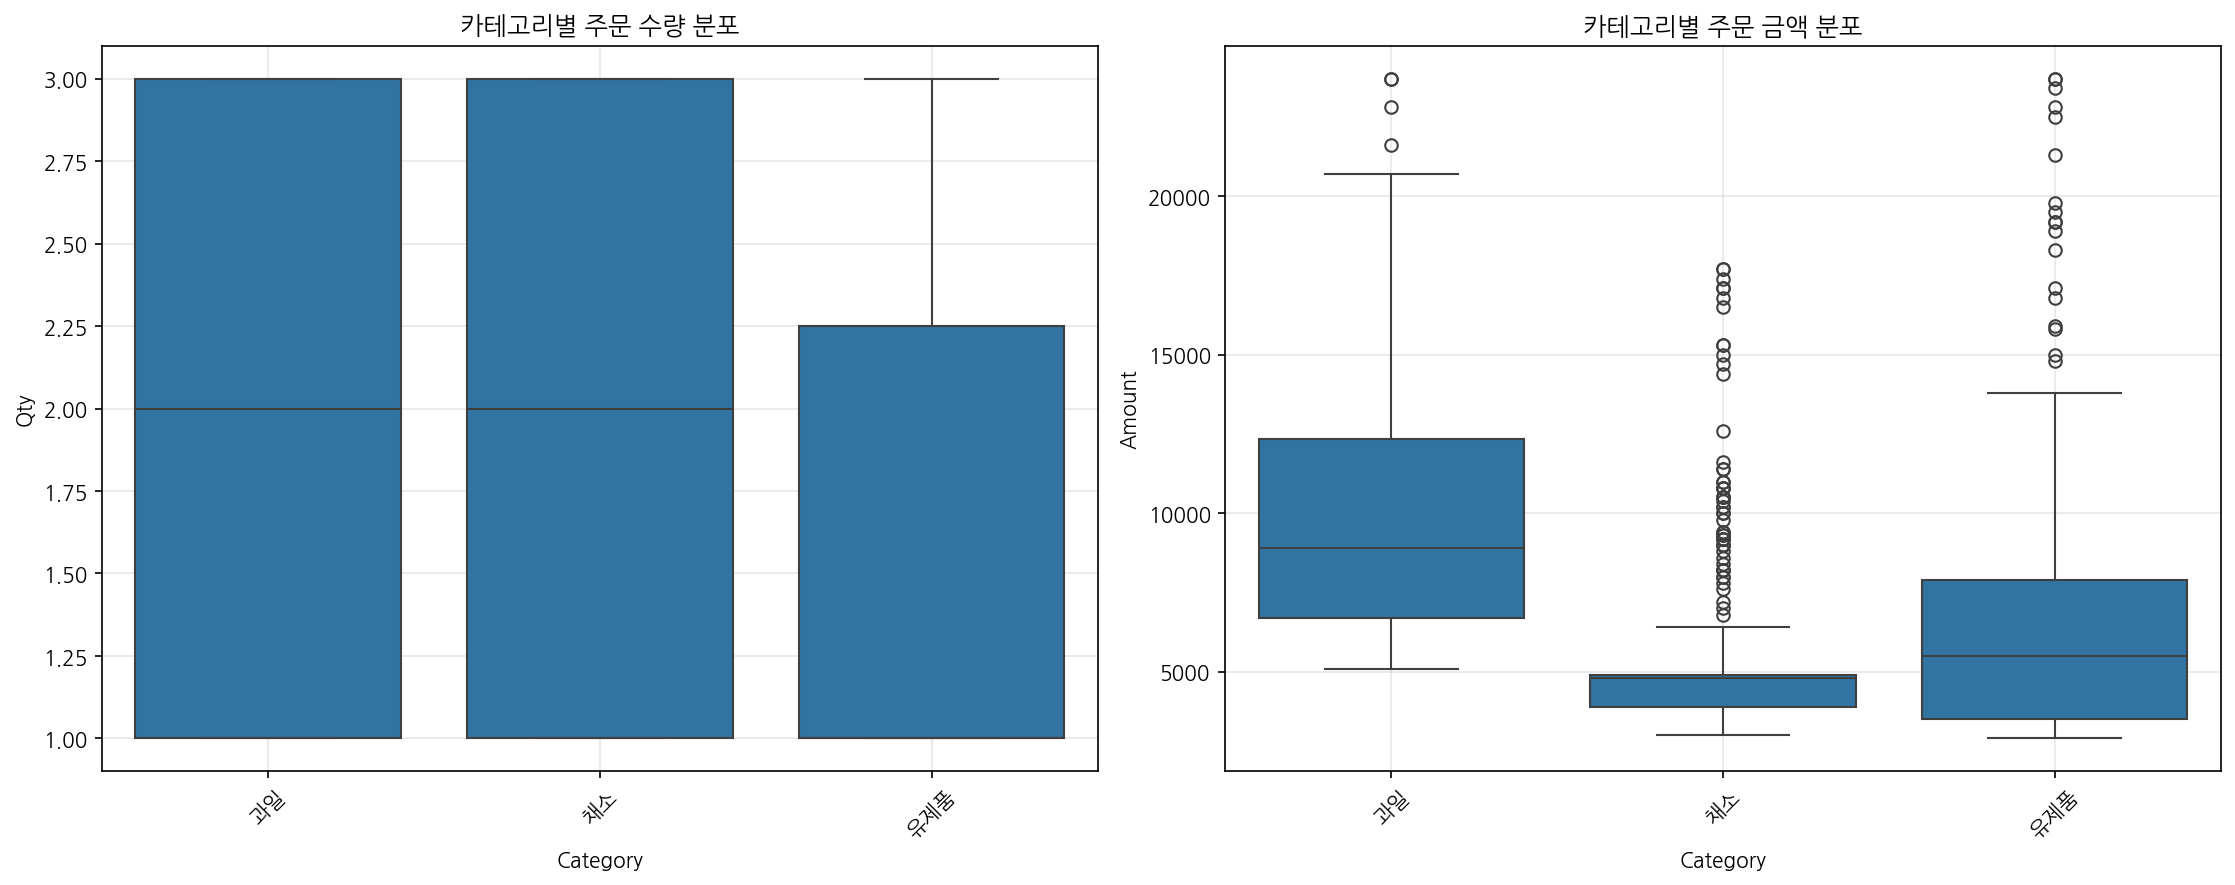 카테고리별 주문 수량 분포
3.00
2.75
2.50
2.25
2.00
1.75
1.50
1.25
1.00
Qty
과일
채소
유제품
Category
카테고리별 주문 금액 분포
20000
15000
10000
5000
Amount
과일
채소
유제품
Category